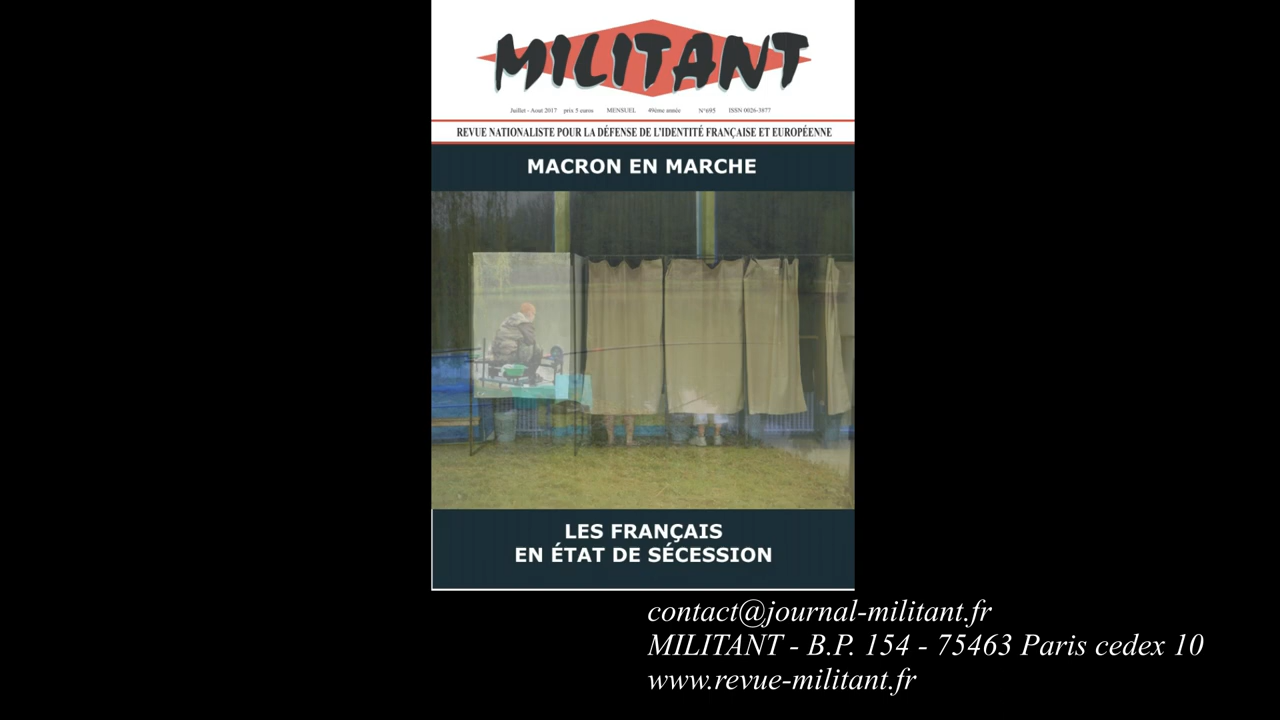 MILITANT
Juillet - Aout 2017 prix 5 euros MENSUEL 49ème année N°695 ISSN 0026-3877
REVUE NATIONALISTE POUR LA DÉFENSE DE L'IDENTITÉ FRANÇAISE ET EUROPÉENNE
MACRON EN MARCHE
LES FRANÇAIS
EN ÉTAT DE SÉCESSION
contact@journal-militant.fr
MILITANT - B.P. 154 - 75463 Paris cedex 10
www.revue-militant.fr